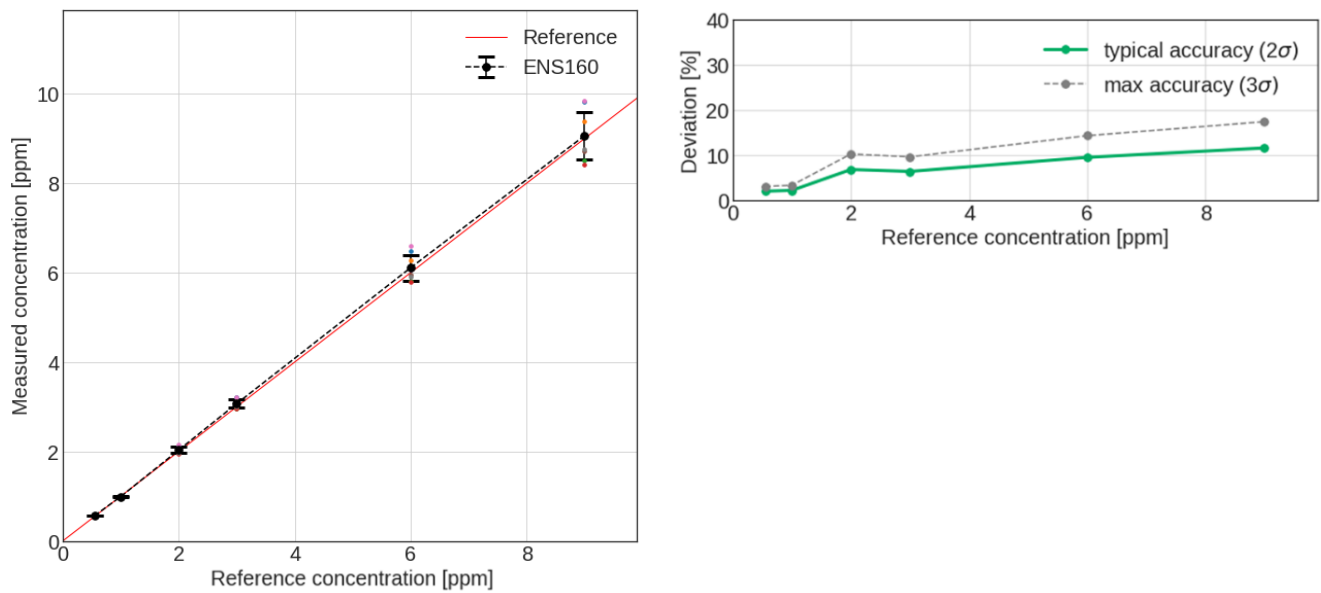 Reference
ENS160
10
8
6
4
2
0
0 2 4 6 8
Measured concentration [ppm]
Reference concentration [ppm]
typical accuracy (2σ)
max accuracy (3σ)
40
30
20
10
0
0 2 4 6 8
Deviation [%]
Reference concentration [ppm]